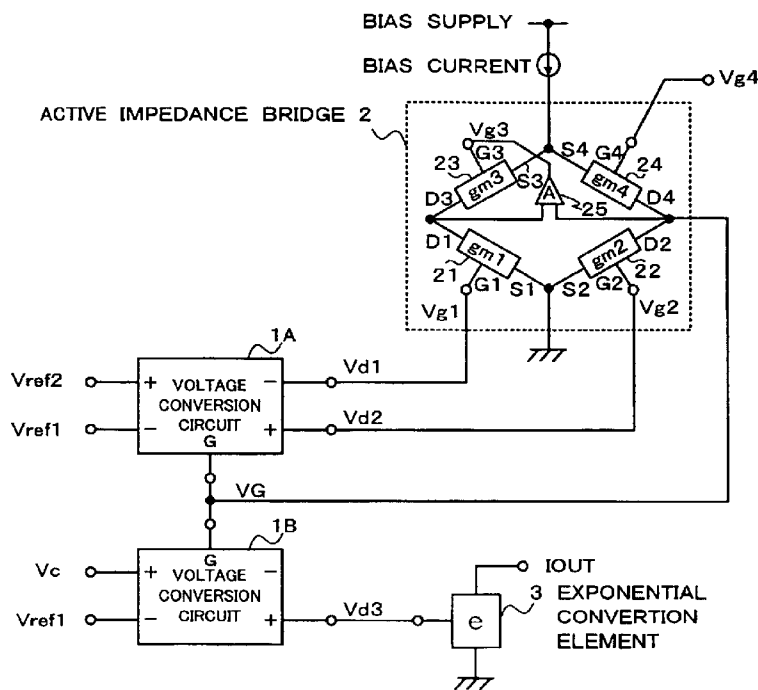 BIAS SUPPLY
BIAS CURRENT
Vg4
ACTIVE IMPEDANCE BRIDGE 2
Vg3
G3
S4
G4
23
24
gm3
S3
gm4
D3
A
25
D4
D1
D2
gm1
gm2
21
G1
S1
S2
G2
22
Vg1
Vg2
1A
Vref2
+
VOLTAGE
CONVERSION
CIRCUIT
−
Vd1
Vref1
−
G
+
Vd2
VG
1B
G
Vc
+
VOLTAGE
CONVERSION
CIRCUIT
−
IOUT
Vref1
−
+
Vd3
e
3 EXPONENTIAL
CONVERTION
ELEMENT